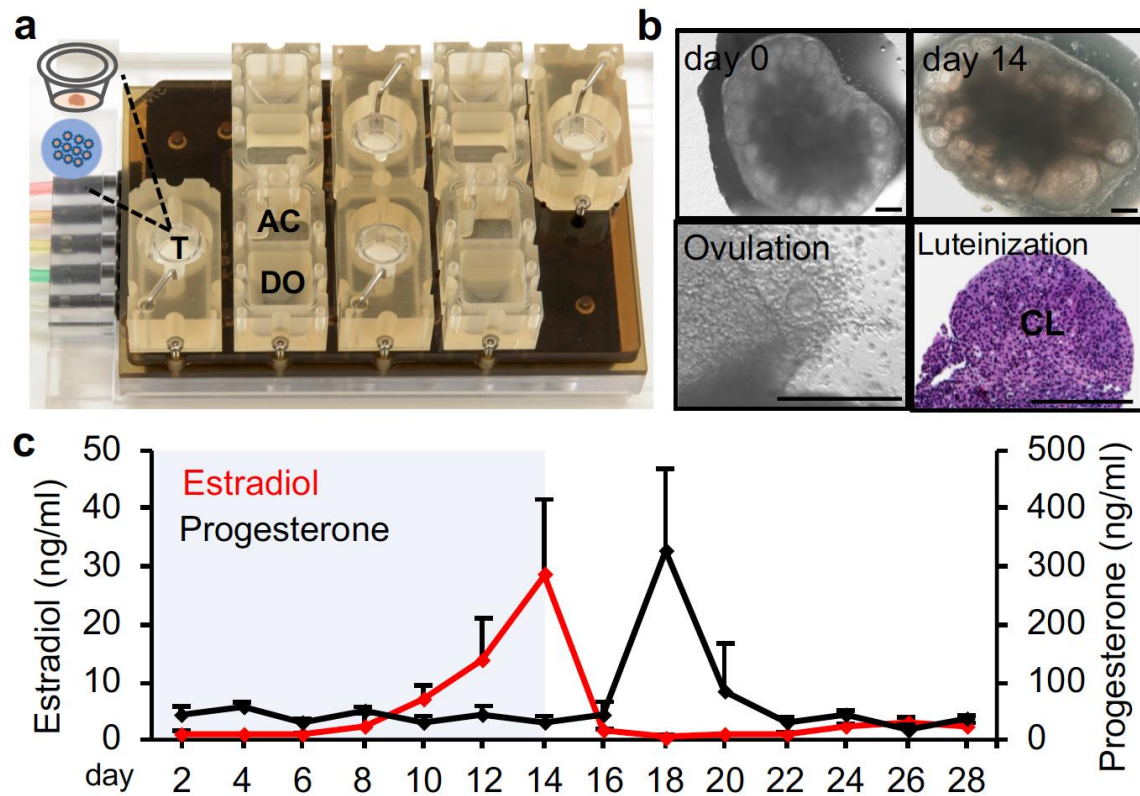 a
T
AC
DO
b
day 0
day 14
Ovulation
Luteinization
CL
c
Estradiol (ng/ml)
50
40
30
20
10
0
Estradiol
Progesterone
500
400
300
200
100
0
Progesterone (ng/ml)
day 2 4 6 8 10 12 14 16 18 20 22 24 26 28